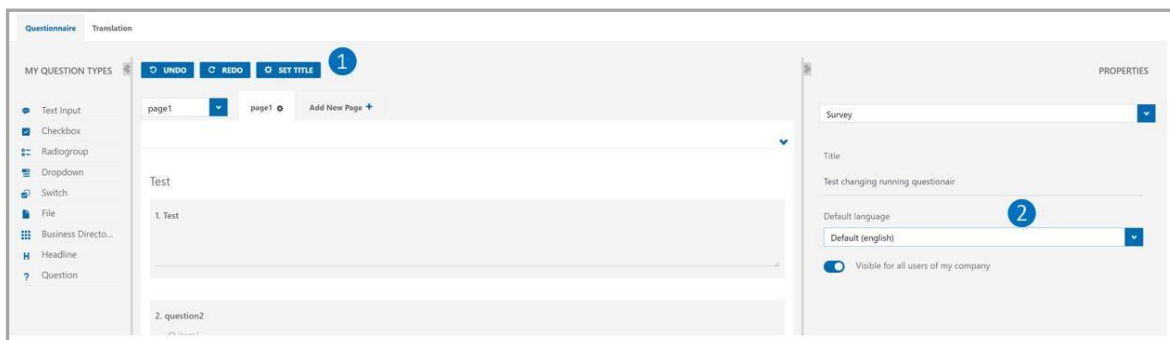 Questionnaire Translation
MY QUESTION TYPES
UNDO REDO SET TITLE 1
PROPERTIES
Text Input
Checkbox
Radiogroup
Dropdown
Switch
File
Business Directo...
Headline
Question
page1 page1 Add New Page +
Test
1. Test
2. question2
Survey
Title
Test changing running questionair
Default language 2
Default (english)
Visible for all users of my company